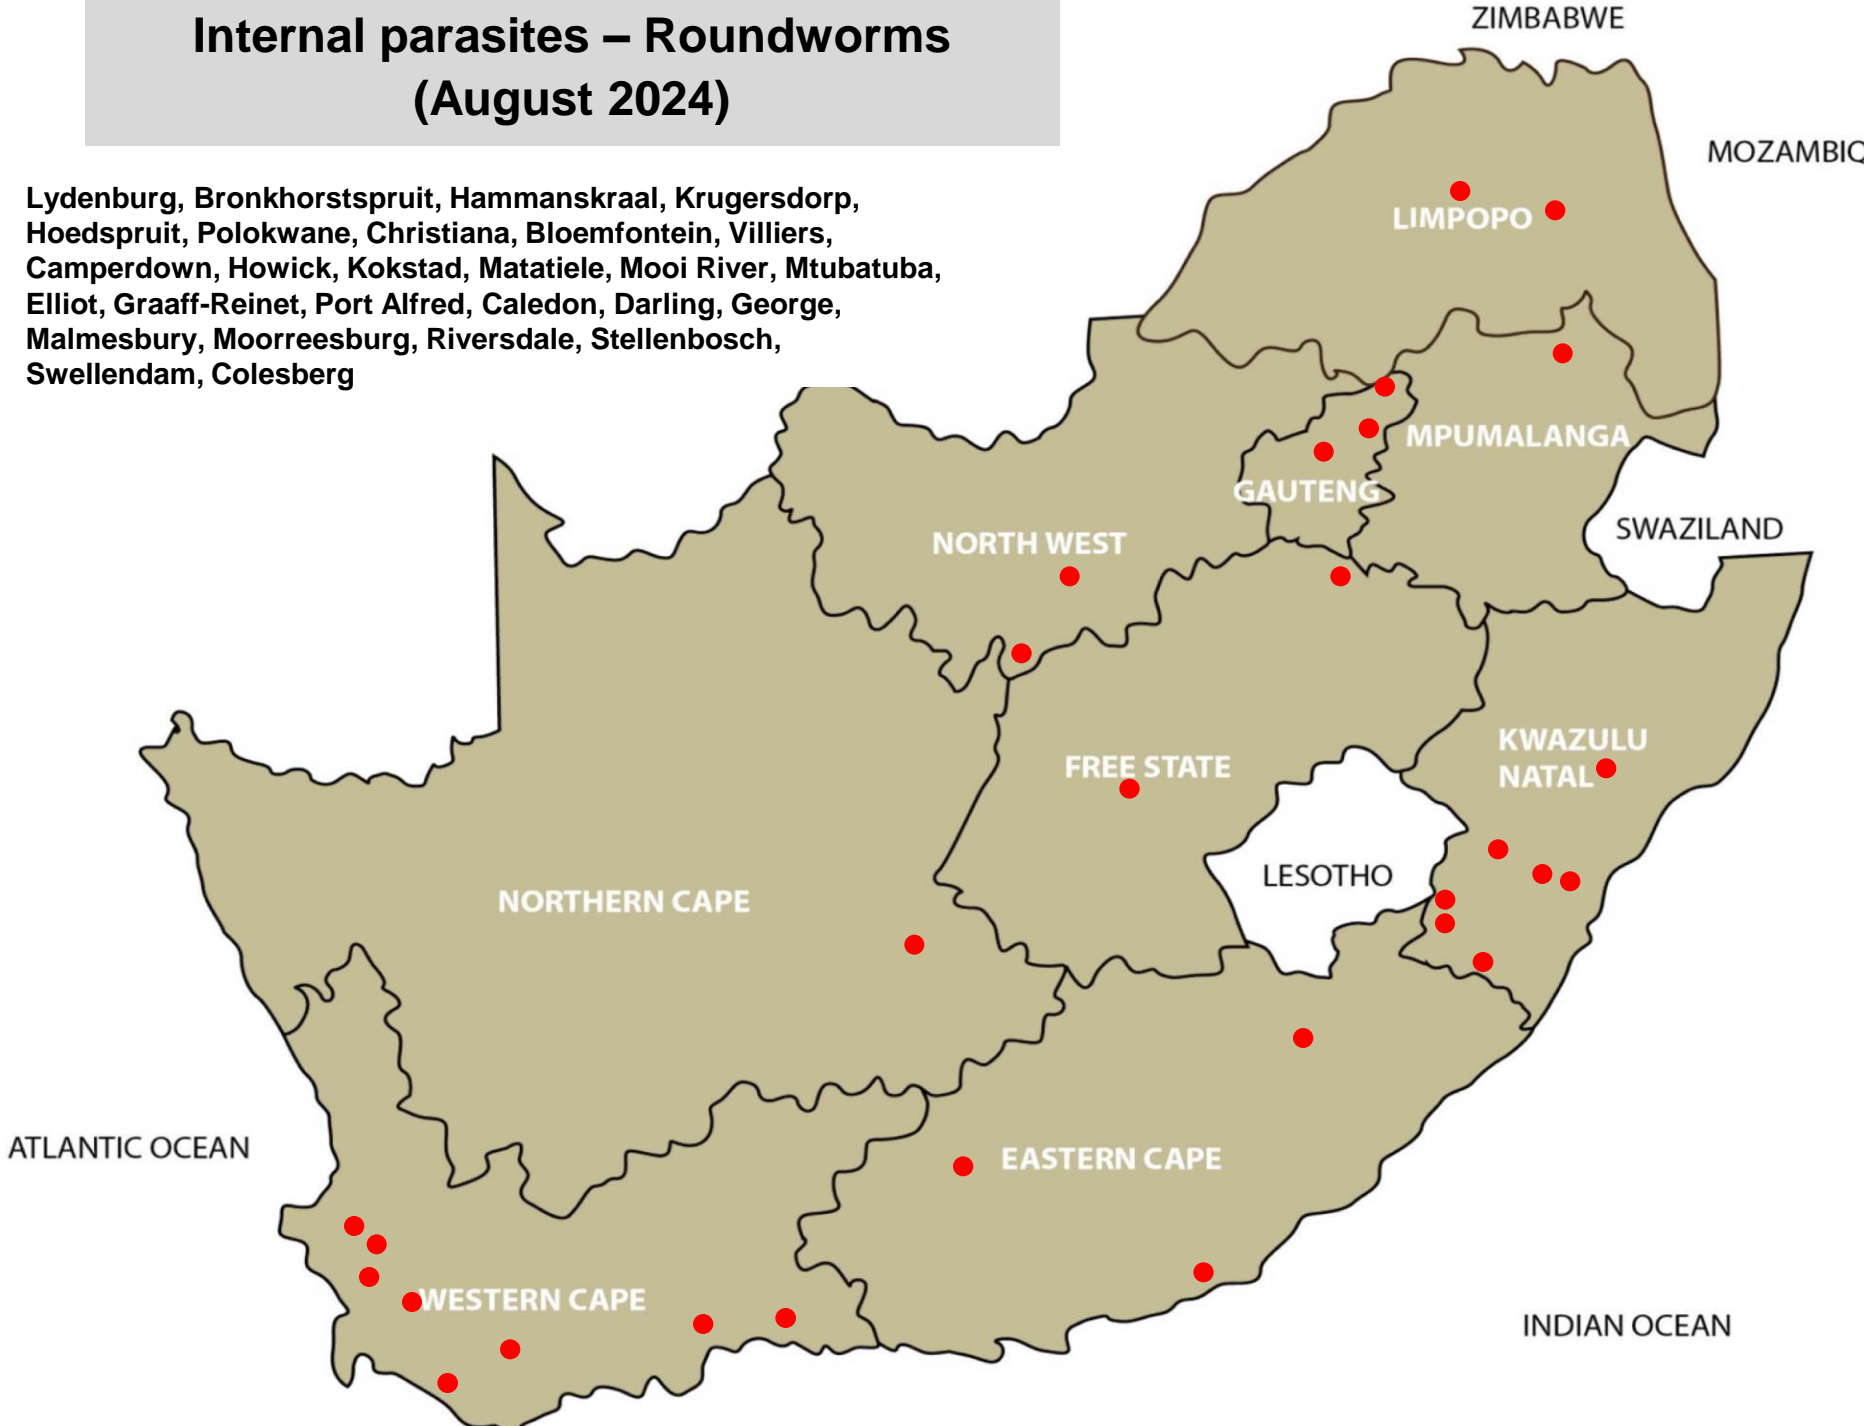 Internal parasites – Roundworms
(August 2024)
Lydenburg, Bronkhorstspruit, Hammanskraal, Krugersdorp,
Hoedspruit, Polokwane, Christiana, Bloemfontein, Villiers,
Camperdown, Howick, Kokstad, Matatiele, Mooi River, Mtubatuba,
Elliot, Graaff-Reinet, Port Alfred, Caledon, Darling, George,
Malmesbury, Moorreesburg, Riversdale, Stellenbosch,
Swellendam, Colesberg
ZIMBABWE
MOZAMBIQ
LIMPOPO
MPUMALANGA
GAUTENG
SWAZILAND
NORTH WEST
KWAZULU
NATAL
FREE STATE
LESOTHO
NORTHERN CAPE
ATLANTIC OCEAN
EASTERN CAPE
WESTERN CAPE
INDIAN OCEAN